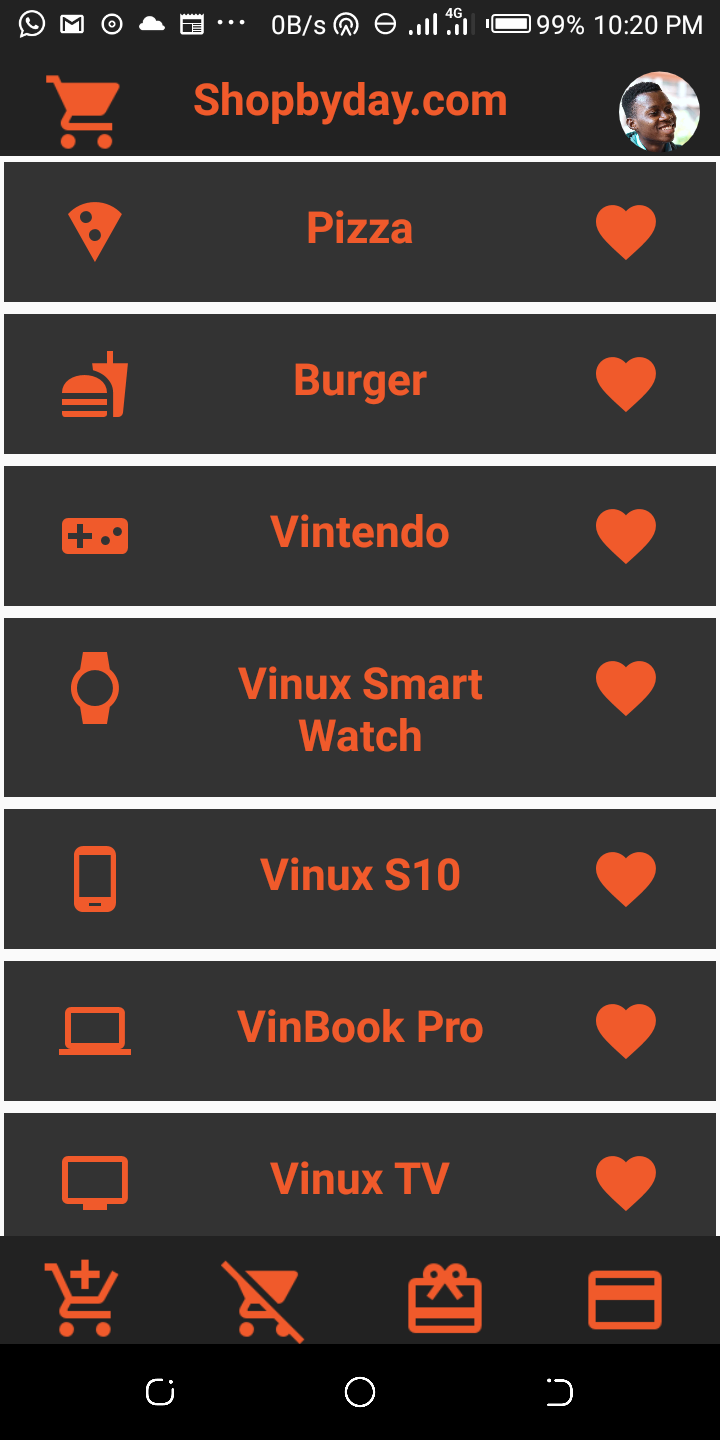 0B/s 4G 99% 10:20 PM
Shopbyday.com
Pizza
Burger
Vintendo
Vinux Smart
Watch
Vinux S10
VinBook Pro
Vinux TV